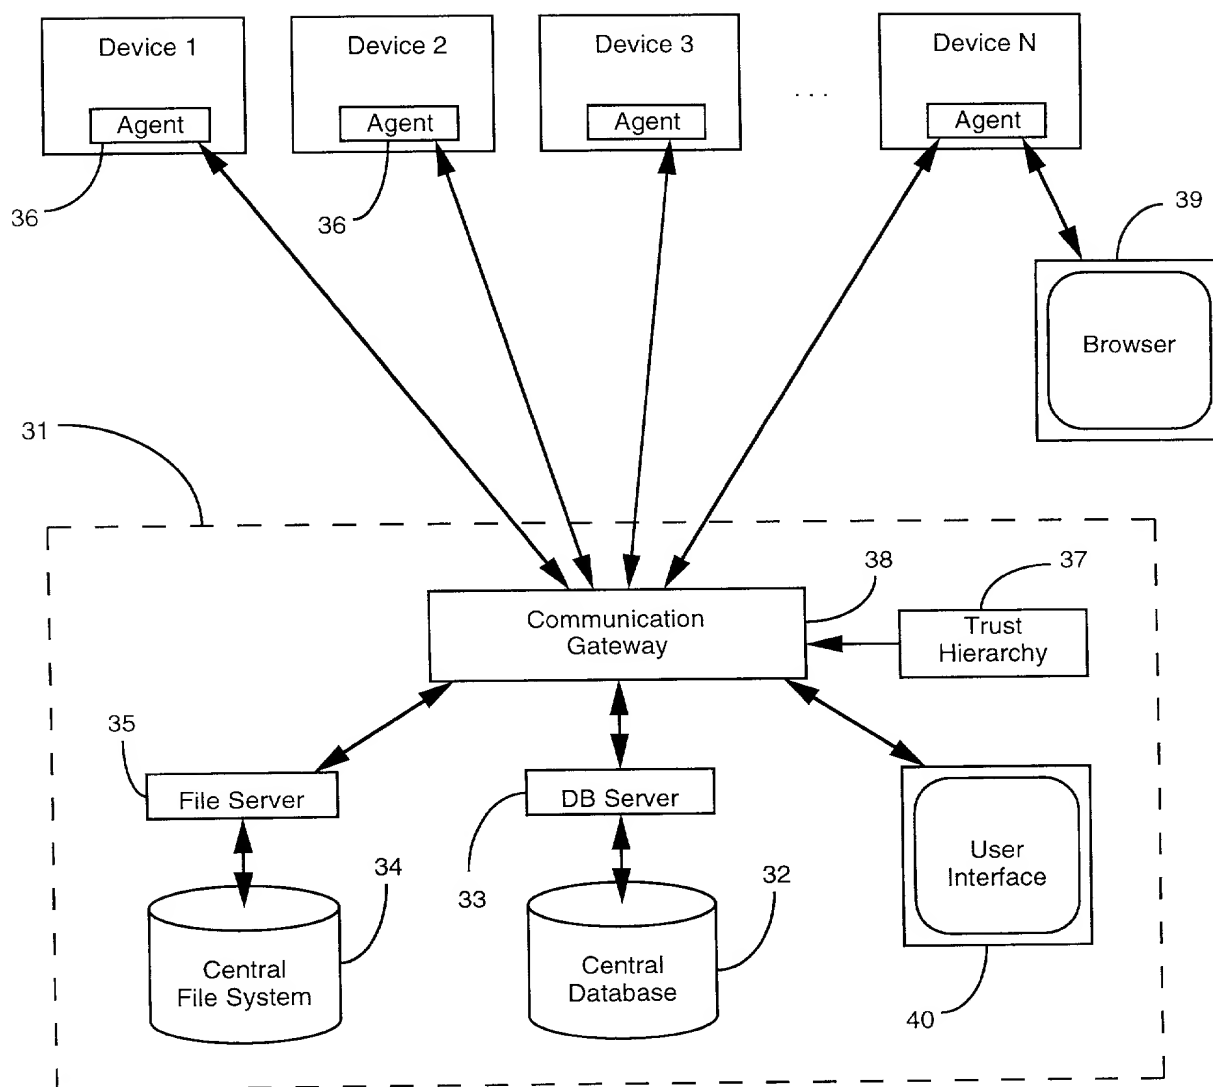 Device 1
Device 2
Device 3
Device N
. . .
Agent
Agent
Agent
Agent
36
36
39
Browser
31
38
37
Communication
Gateway
Trust
Hierarchy
35
File Server
33
DB Server
34
32
User
Interface
Central
File System
Central
Database
40